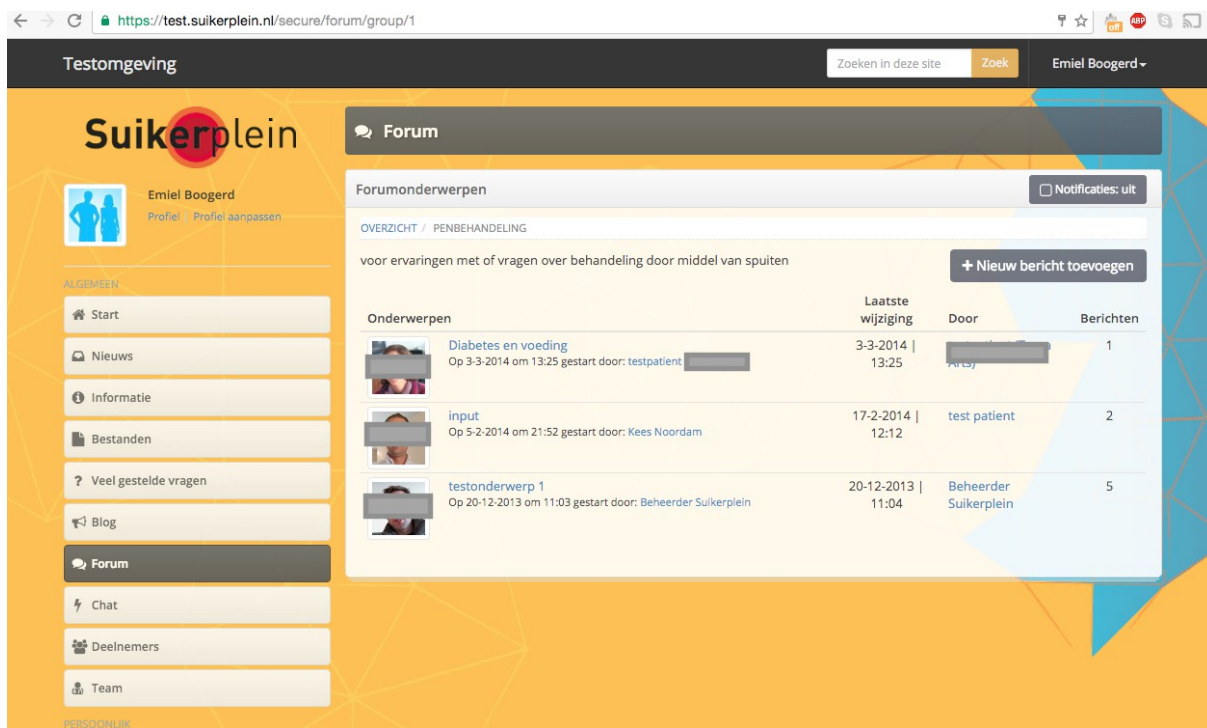 https://test.suikerplein.nl/secure/forum/group/1
off
ABP
Testomgeving
Zoeken in deze site
Zoek
Emiel Boogerd
Suikerplein
Emiel Boogerd
Profiel | Profiel aanpassen
ALGEMEEN
Start
Nieuws
Informatie
Bestanden
? Veel gestelde vragen
Blog
Forum
Chat
Deelnemers
Team
PERSOONLIJK
Forum
Forumonderwerpen
Notificaties: uit
OVERZICHT / PENBEHANDELING
voor ervaringen met of vragen over behandeling door middel van spuiten
+ Nieuw bericht toevoegen
Onderwerpen
Laatste
wijziging
Door
Berichten
Diabetes en voeding
Op 3-3-2014 om 13:25 gestart door: testpatient
3-3-2014 |
13:25
1
input
Op 5-2-2014 om 21:52 gestart door: Kees Noordam
17-2-2014 |
12:12
test patient
2
testonderwerp 1
Op 20-12-2013 om 11:03 gestart door: Beheerder Suikerplein
20-12-2013 |
11:04
Beheerder
Suikerplein
5